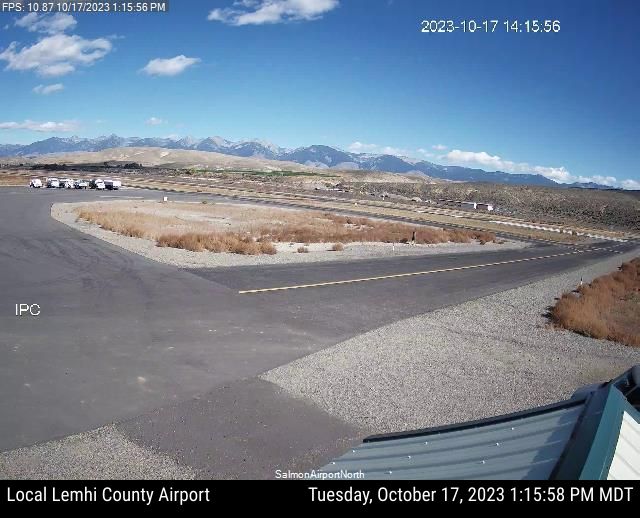 FPS: 10.87 10/17/2023 1:15:56 PM
2023-10-17 14:15:56
IPC
SalmonAirportNorth
Local Lemhi County Airport
Tuesday, October 17, 2023 1:15:58 PM MDT